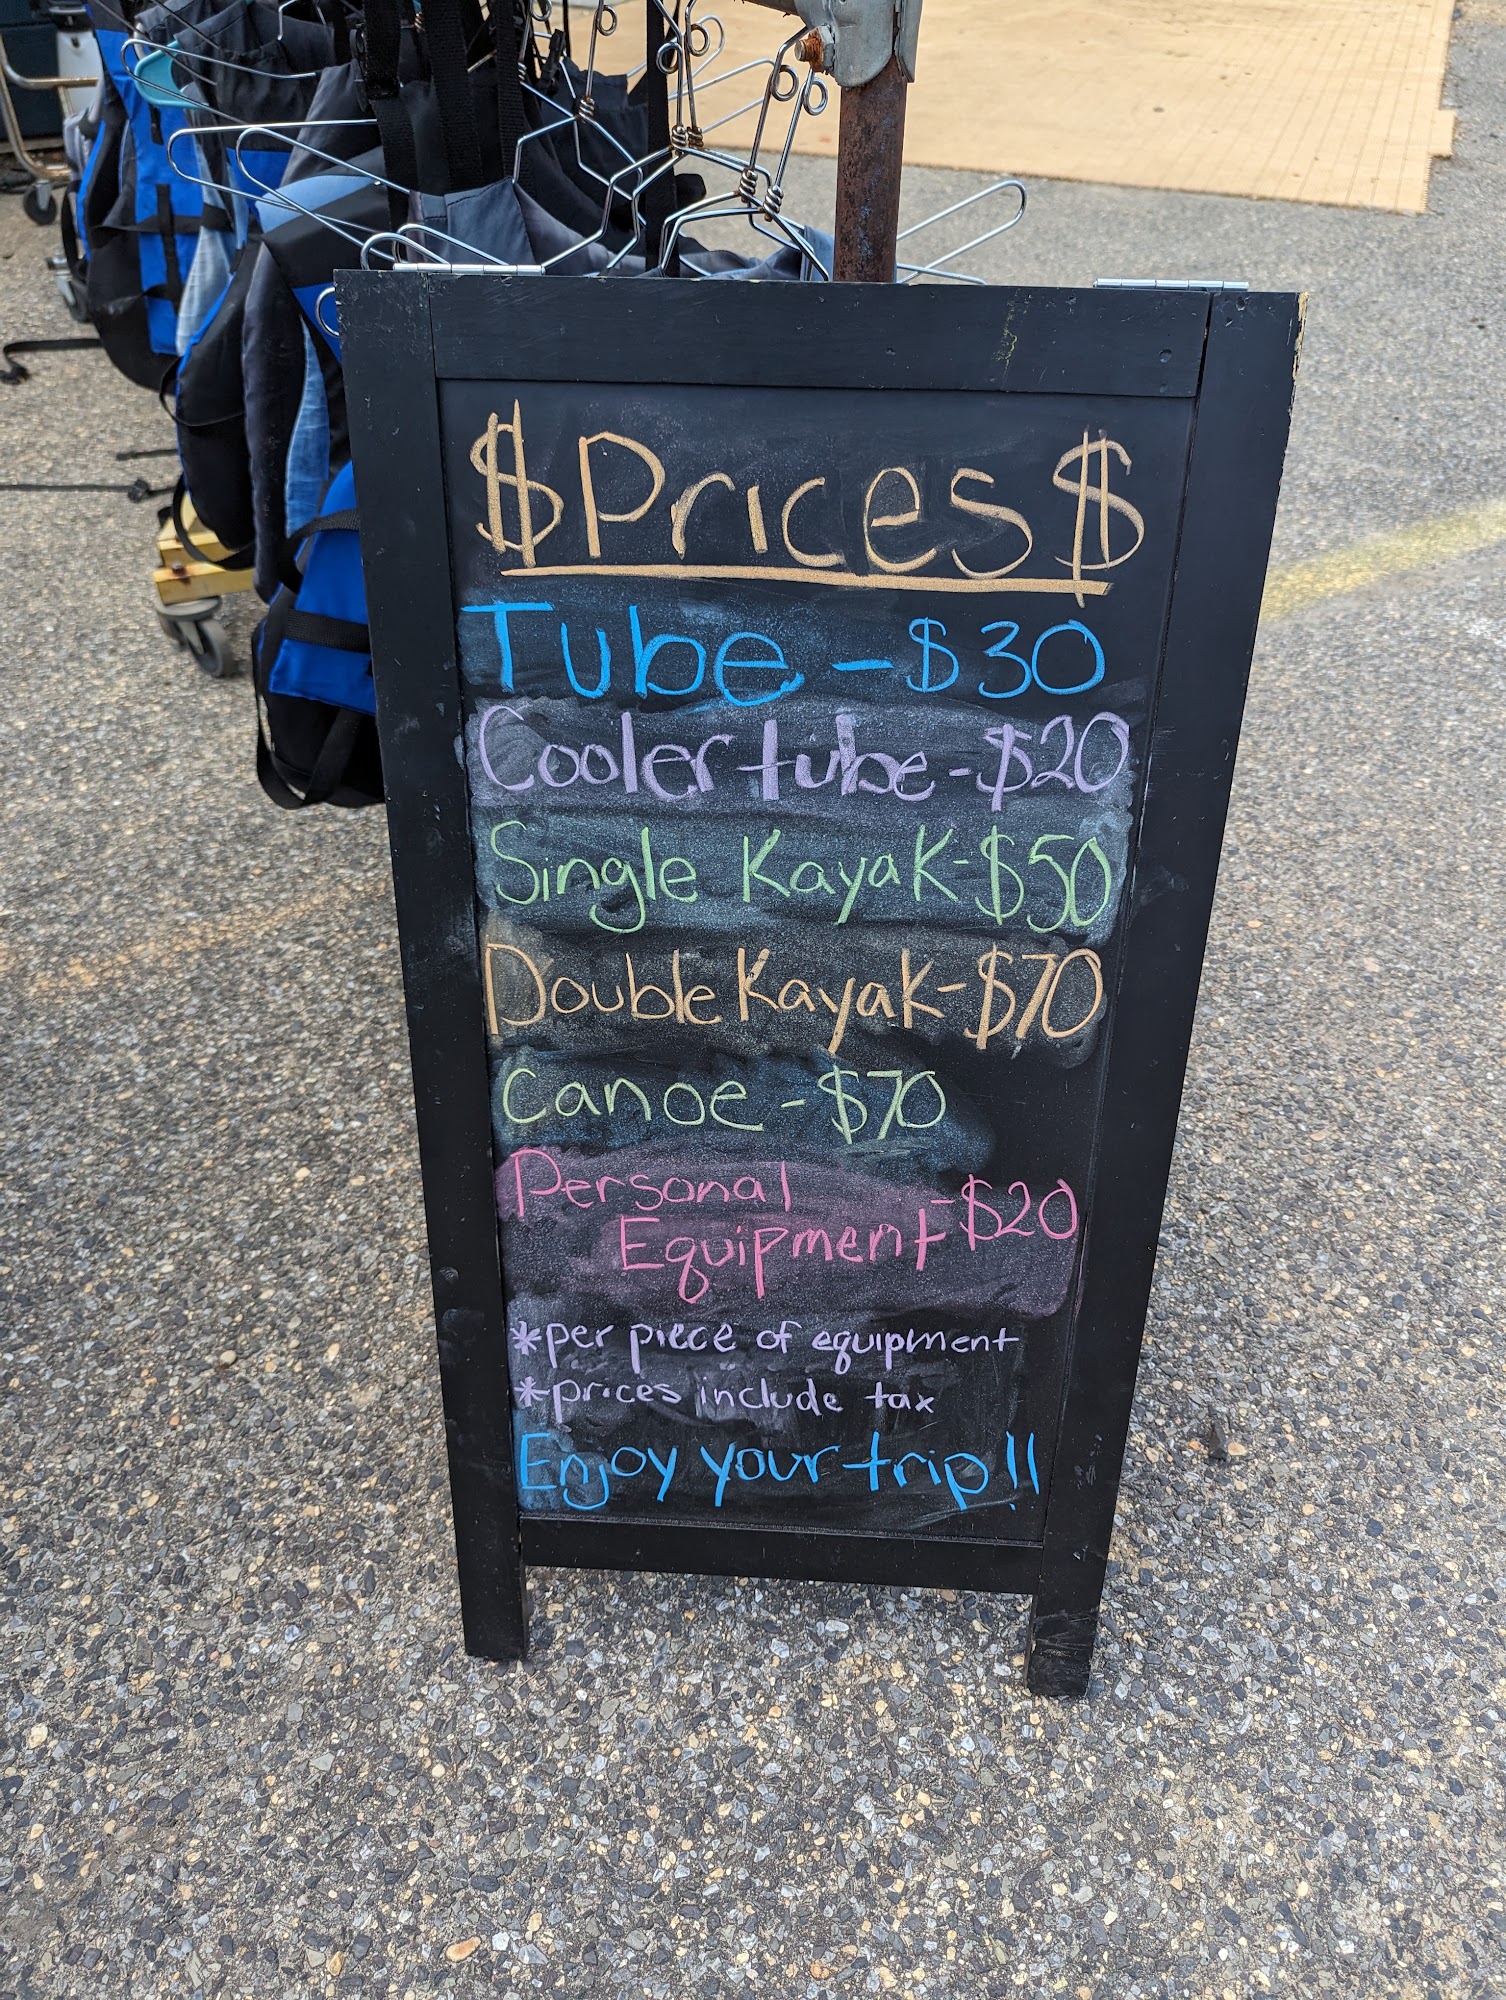 $Prices$
Tube - $30
Cooler tube - $20
Single Kayak - $50
Double Kayak - $70
Canoe - $70
Personal
Equipment - $20
*per piece of equipment
*prices include tax
Enjoy your trip!!